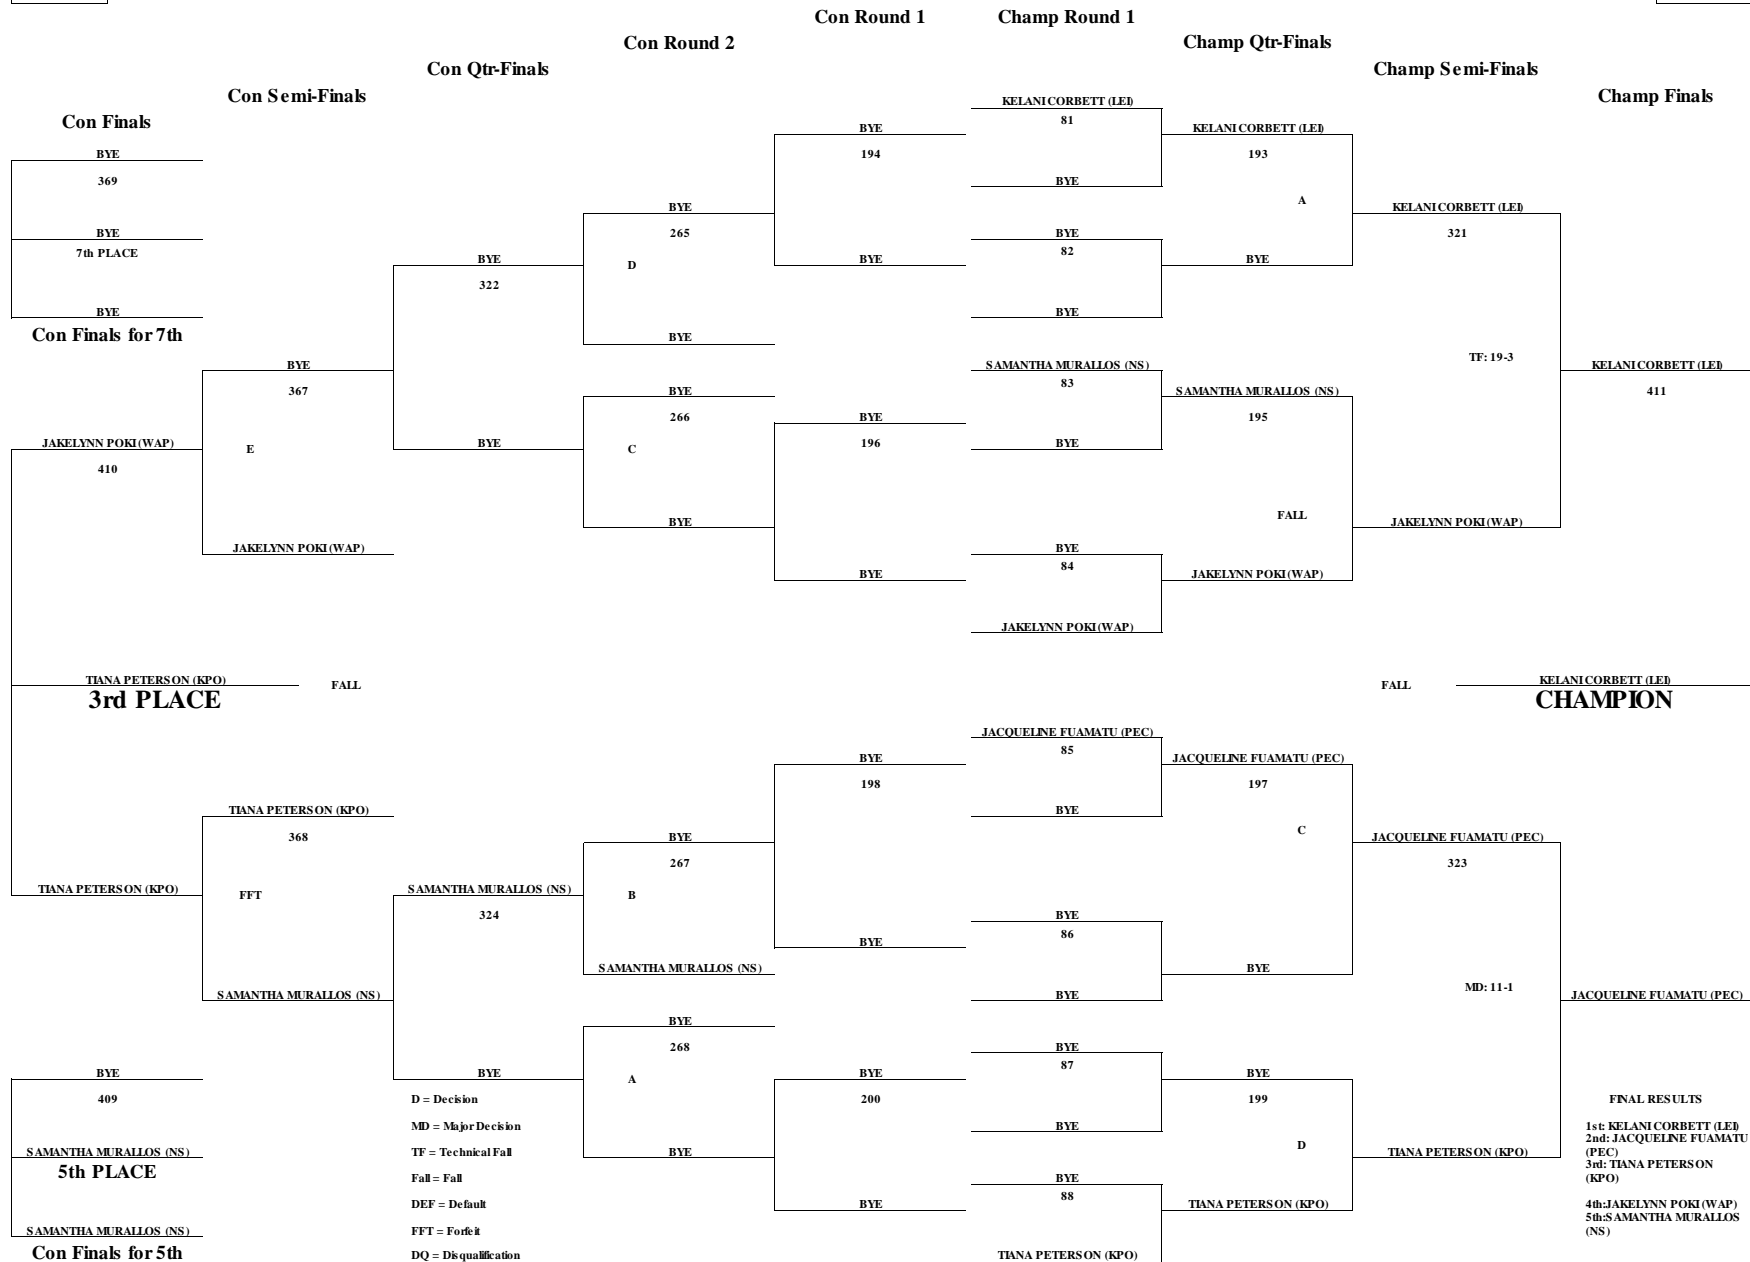 Con Round 1
Champ Round 1
Con Round 2
Champ Qtr-Finals
Con Qtr-Finals
Champ Semi-Finals
Con Semi-Finals
Champ Finals
Con Finals
KELANI CORBETT (LEI)
81
BYE
KELANI CORBETT (LEI)
BYE
194
193
369
BYE
A
BYE
KELANI CORBETT (LEI)
BYE
265
BYE
82
321
7th PLACE
BYE
D
BYE
BYE
322
BYE
BYE
Con Finals for 7th
BYE
TF: 19-3
BYE
SAMANTHA MURALLOS (NS)
KELANI CORBETT (LEI)
367
BYE
83
SAMANTHA MURALLOS (NS)
411
266
BYE
195
JAKELYNN POKI (WAP)
E
BYE
C
196
BYE
410
FALL
BYE
JAKELYNN POKI (WAP)
JAKELYNN POKI (WAP)
BYE
84
BYE
JAKELYNN POKI (WAP)
JAKELYNN POKI (WAP)
TIANA PETERSON (KPO)
3rd PLACE
FALL
FALL
KELANI CORBETT (LEI)
CHAMPION
JACQUELINE FUAMATU (PEC)
85
BYE
JACQUELINE FUAMATU (PEC)
198
197
TIANA PETERSON (KPO)
BYE
368
BYE
C
JACQUELINE FUAMATU (PEC)
267
323
TIANA PETERSON (KPO)
FFT
SAMANTHA MURALLOS (NS)
B
324
BYE
86
BYE
SAMANTHA MURALLOS (NS)
BYE
SAMANTHA MURALLOS (NS)
BYE
MD: 11-1
JACQUELINE FUAMATU (PEC)
BYE
268
BYE
87
BYE
BYE
A
BYE
BYE
409
D = Decision
200
199
FINAL RESULTS
MD = Major Decision
BYE
1st: KELANI CORBETT (LEI)
2nd: JACQUELINE FUAMATU
(PEC)
SAMANTHA MURALLOS (NS)
TF = Technical Fall
BYE
D
TIANA PETERSON (KPO)
3rd: TIANA PETERSON
(KPO)
5th PLACE
Fall = Fall
BYE
88
DEF = Default
BYE
TIANA PETERSON (KPO)
4th:JAKELYNN POKI (WAP)
5th:SAMANTHA MURALLOS
(NS)
SAMANTHA MURALLOS (NS)
FFT = Forfeit
Con Finals for 5th
DQ = Disqualification
TIANA PETERSON (KPO)